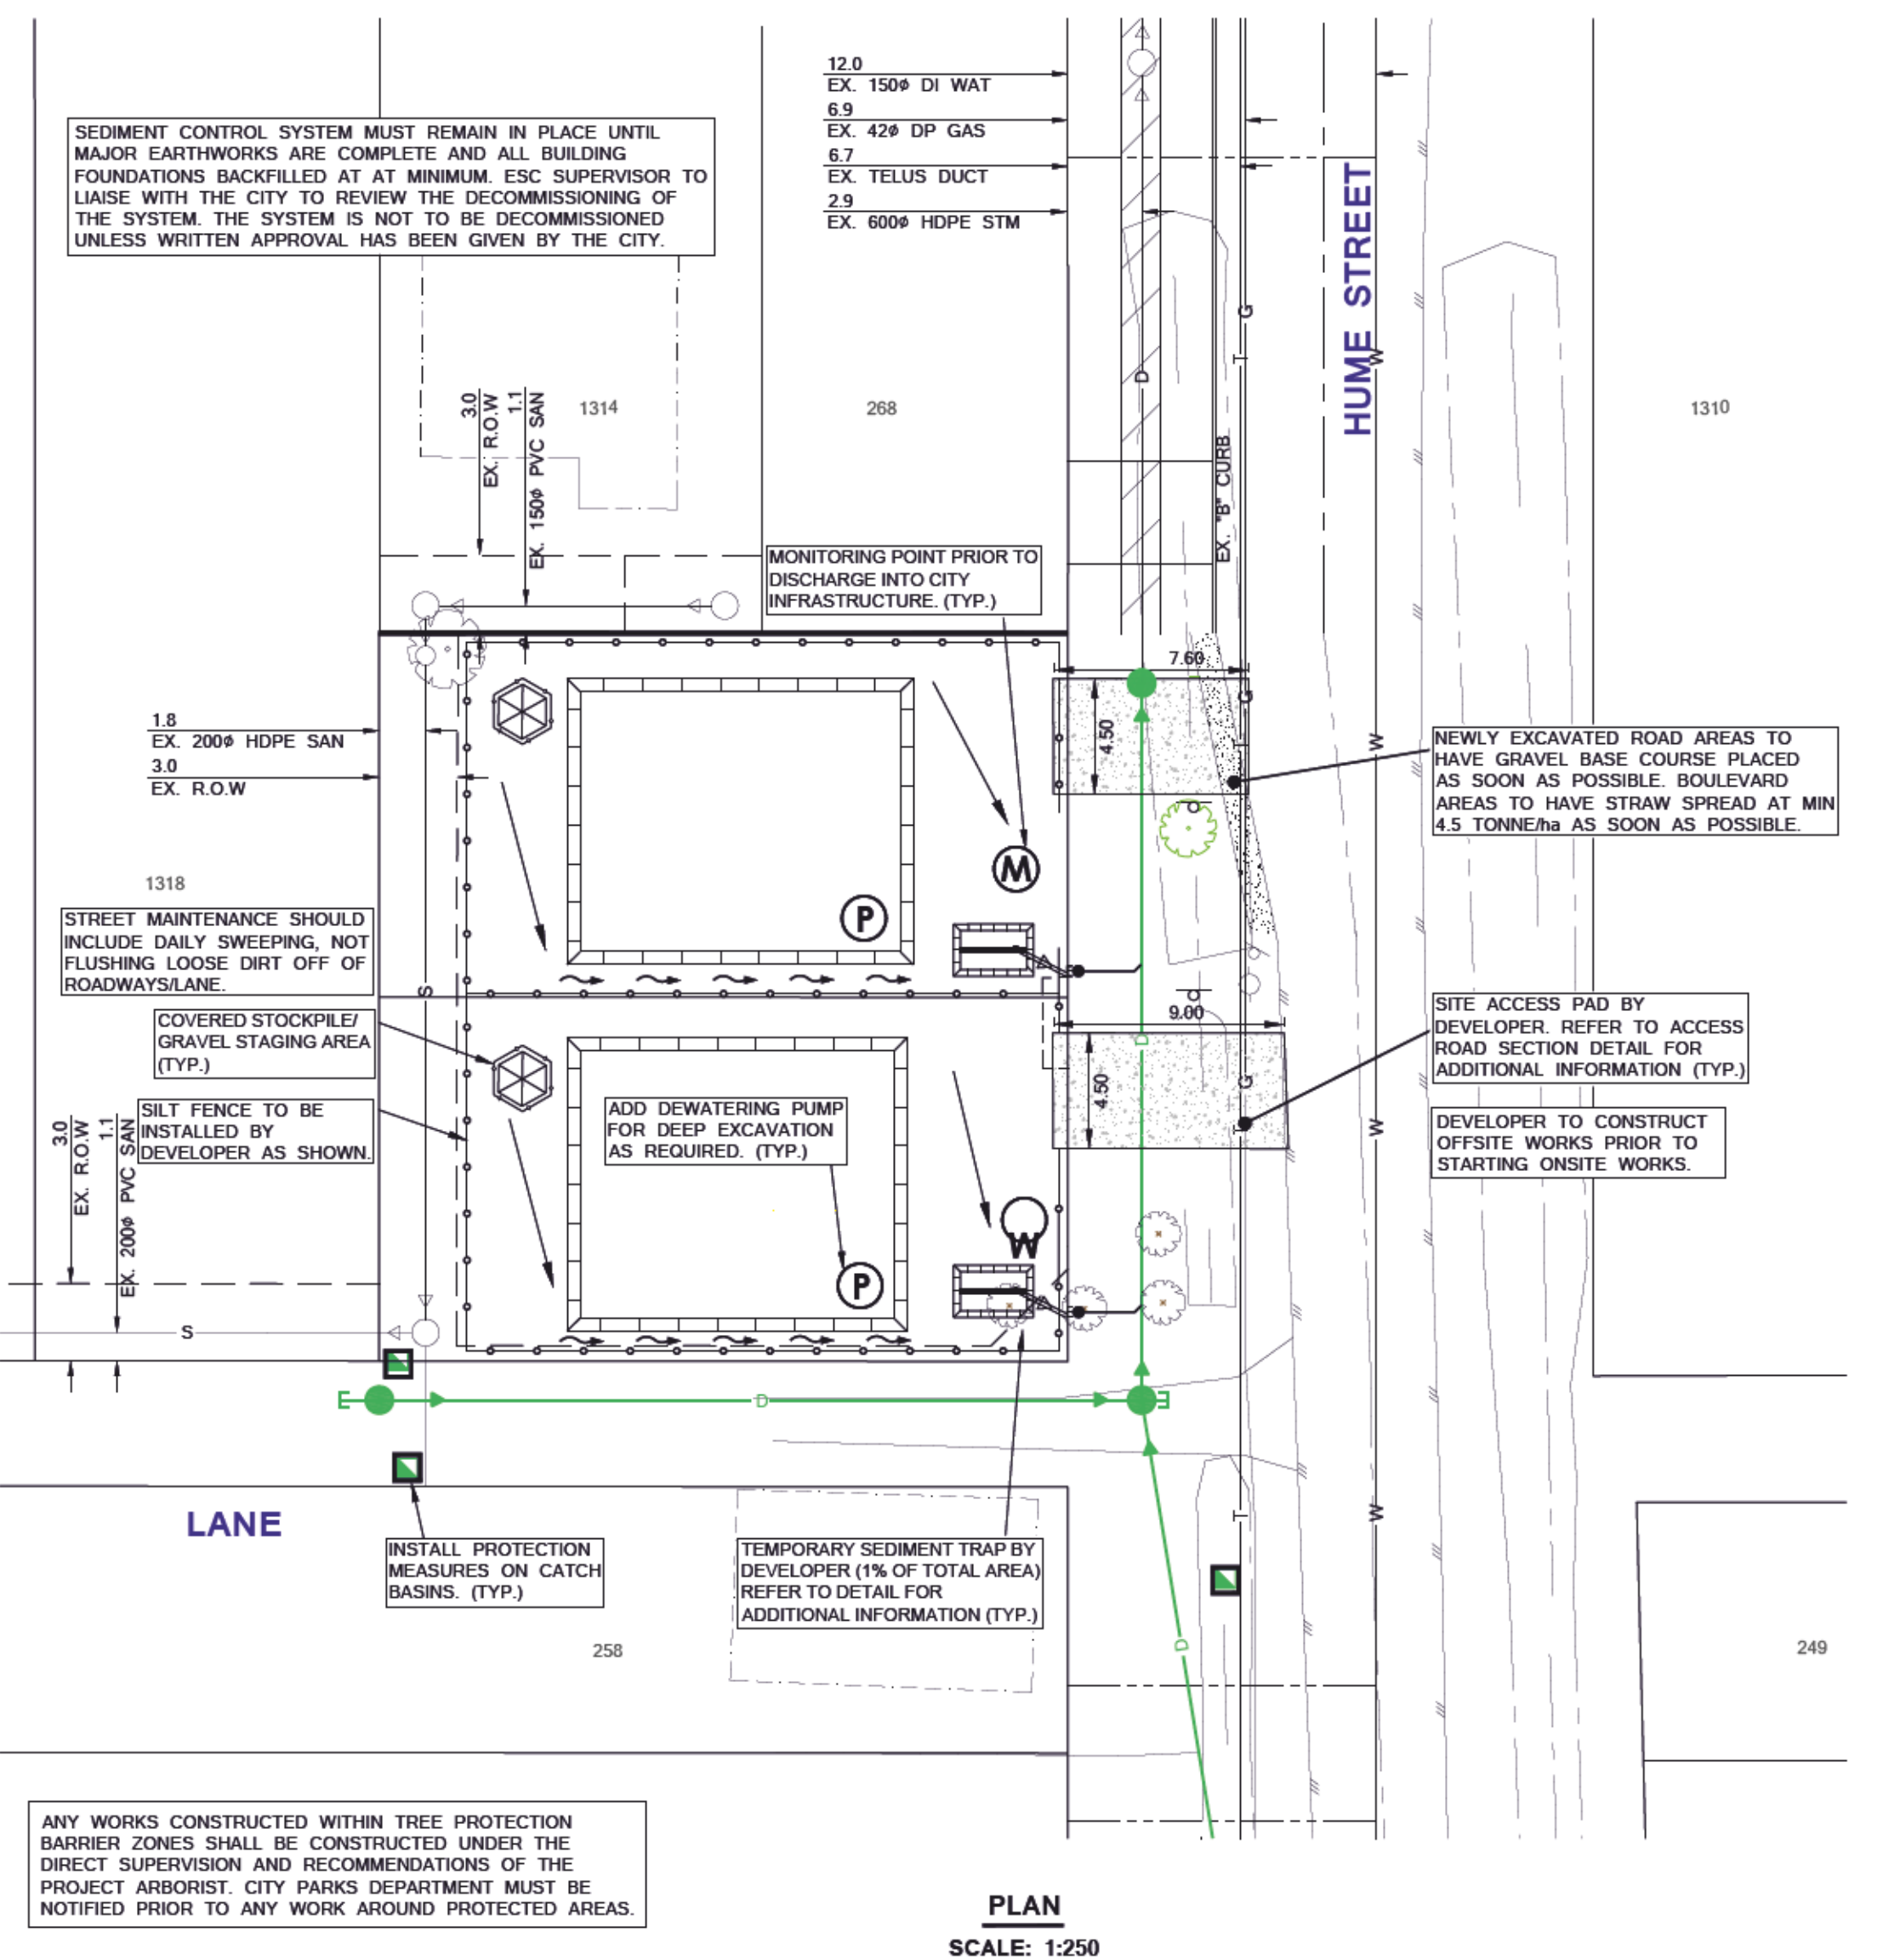 12.0
EX. 150ø DI WAT
6.9
EX. 42ø DP GAS
6.7
EX. TELUS DUCT
2.9
EX. 600ø HDPE STM
SEDIMENT CONTROL SYSTEM MUST REMAIN IN PLACE UNTIL
MAJOR EARTHWORKS ARE COMPLETE AND ALL BUILDING
FOUNDATIONS BACKFILLED AT AT MINIMUM. ESC SUPERVISOR TO
LIAISE WITH THE CITY TO REVIEW THE DECOMMISSIONING OF
THE SYSTEM. THE SYSTEM IS NOT TO BE DECOMMISSIONED
UNLESS WRITTEN APPROVAL HAS BEEN GIVEN BY THE CITY.
HUME STREET
G
T
W
D
3.0
EX. R.O.W
1.1
EX. 150ø PVC SAN
1314
268
1310
EX. "B" CURB
MONITORING POINT PRIOR TO
DISCHARGE INTO CITY
INFRASTRUCTURE. (TYP.)
7.60
4.50
G
T
W
1.8
EX. 200ø HDPE SAN
3.0
EX. R.O.W
NEWLY EXCAVATED ROAD AREAS TO
HAVE GRAVEL BASE COURSE PLACED
AS SOON AS POSSIBLE. BOULEVARD
AREAS TO HAVE STRAW SPREAD AT MIN
4.5 TONNE/ha AS SOON AS POSSIBLE.
M
P
1318
STREET MAINTENANCE SHOULD
INCLUDE DAILY SWEEPING, NOT
FLUSHING LOOSE DIRT OFF OF
ROADWAYS/LANE.
S
COVERED STOCKPILE/
GRAVEL STAGING AREA
(TYP.)
9.00
D
4.50
G
T
W
SITE ACCESS PAD BY
DEVELOPER. REFER TO ACCESS
ROAD SECTION DETAIL FOR
ADDITIONAL INFORMATION (TYP.)
SILT FENCE TO BE
INSTALLED BY
DEVELOPER AS SHOWN.
ADD DEWATERING PUMP
FOR DEEP EXCAVATION
AS REQUIRED. (TYP.)
DEVELOPER TO CONSTRUCT
OFFSITE WORKS PRIOR TO
STARTING ONSITE WORKS.
3.0
EX. R.O.W
1.1
EX. 200ø PVC SAN
W
P
S
D
LANE
T
W
INSTALL PROTECTION
MEASURES ON CATCH
BASINS. (TYP.)
TEMPORARY SEDIMENT TRAP BY
DEVELOPER (1% OF TOTAL AREA)
REFER TO DETAIL FOR
ADDITIONAL INFORMATION (TYP.)
D
258
249
ANY WORKS CONSTRUCTED WITHIN TREE PROTECTION
BARRIER ZONES SHALL BE CONSTRUCTED UNDER THE
DIRECT SUPERVISION AND RECOMMENDATIONS OF THE
PROJECT ARBORIST. CITY PARKS DEPARTMENT MUST BE
NOTIFIED PRIOR TO ANY WORK AROUND PROTECTED AREAS.
PLAN
SCALE: 1:250